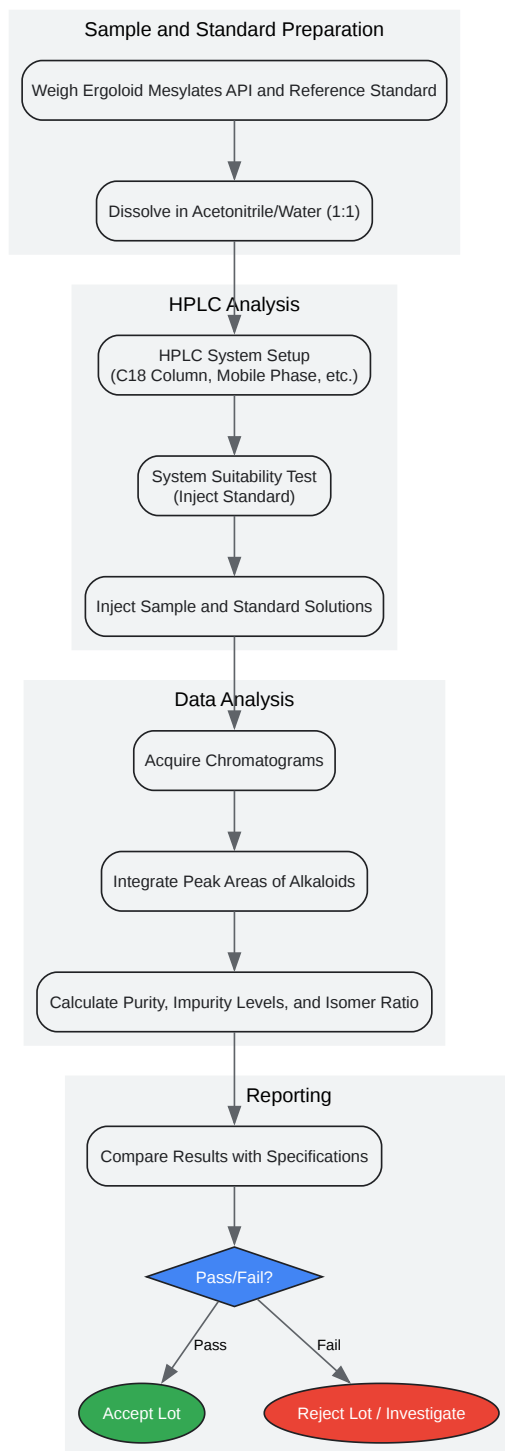 Sample and Standard Preparation
Weigh Ergoloid Mesylates API and Reference Standard
Dissolve in Acetonitrile/Water (1:1)
HPLC Analysis
HPLC System Setup
(C18 Column, Mobile Phase, etc.)
System Suitability Test
(Inject Standard)
Inject Sample and Standard Solutions
Data Analysis
Acquire Chromatograms
Integrate Peak Areas of Alkaloids
Calculate Purity, Impurity Levels, and Isomer Ratio
Reporting
Compare Results with Specifications
Pass/Fail?
Pass
Fail
Accept Lot
Reject Lot / Investigate